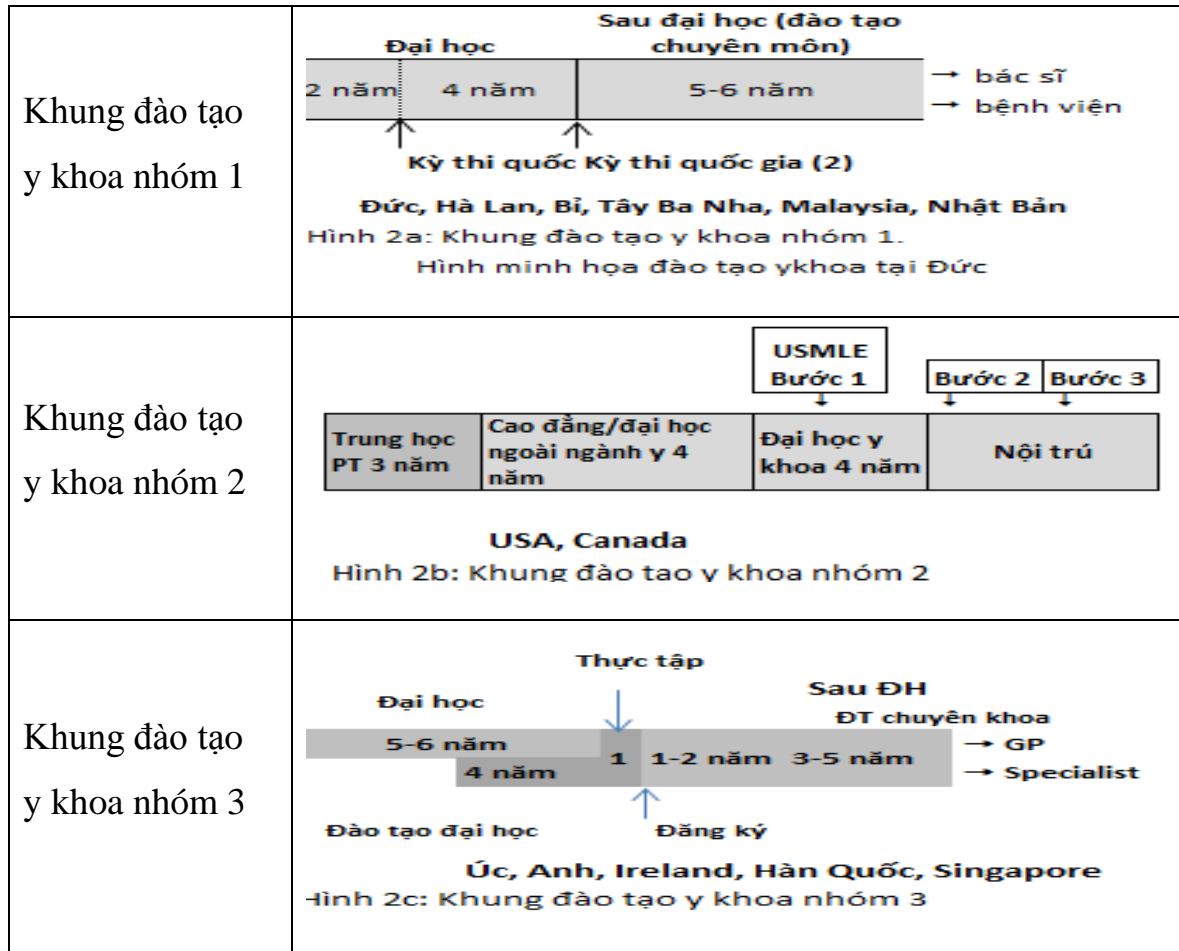 Khung đào tạo
y khoa nhóm 1
Sau đại học (đào tạo
Đại học chuyên môn)
2 năm 4 năm 5-6 năm
→ bác sĩ
→ bệnh viện
Kỳ thi quốc Kỳ thi quốc gia (2)
Đức, Hà Lan, Bỉ, Tây Ba Nha, Malaysia, Nhật Bản
Hình 2a: Khung đào tạo y khoa nhóm 1.
Hình minh họa đào tạo ykhoa tại Đức
Khung đào tạo
y khoa nhóm 2
USMLE
Bước 1
Bước 2 Bước 3
Trung học
PT 3 năm
Cao đẳng/đại học
ngoài ngành y 4
năm
Đại học y
khoa 4 năm
Nội trú
USA, Canada
Hình 2b: Khung đào tao y khoa nhóm 2
Khung đào tạo
y khoa nhóm 3
Thực tập
Đại học
Sau ĐH
ĐT chuyên khoa
5-6 năm
4 năm
1 1-2 năm 3-5 năm
→ GP
→ Specialist
Đào tạo đại học Đăng ký
Úc, Anh, Ireland, Hàn Quốc, Singapore
Hình 2c: Khung đào tạo y khoa nhóm 3